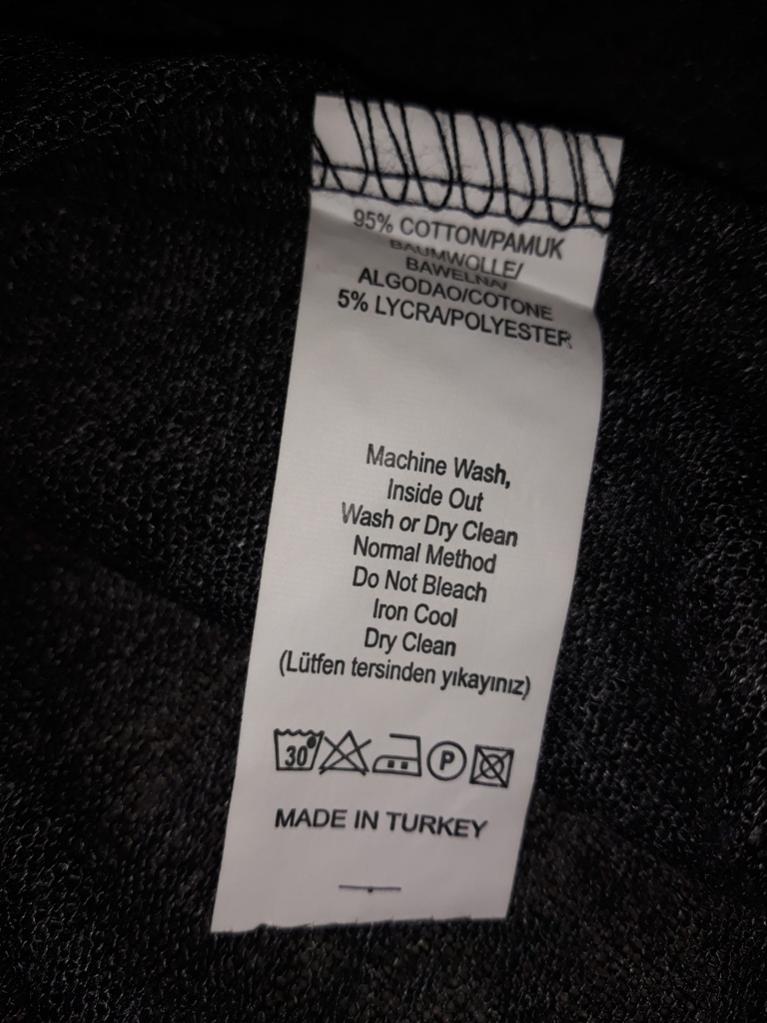 95% COTTON/PAMUK
BAUMWOLLE/
BAWELNA/
ALGODAO/COTONE
5% LYCRA/POLYESTER
Machine Wash,
Inside Out
Wash or Dry Clean
Normal Method
Do Not Bleach
Iron Cool
Dry Clean
(Lütfen tersinden yıkayınız)
30 P
MADE IN TURKEY